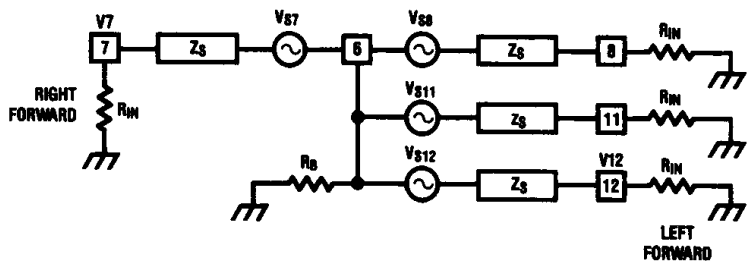 V7
7
ZS
VS7
6
VS8
ZS
8
RIN
RIGHT
FORWARD
RIN
VS11
ZS
11
RIN
RB
VS12
ZS
V12
12
RIN
LEFT
FORWARD